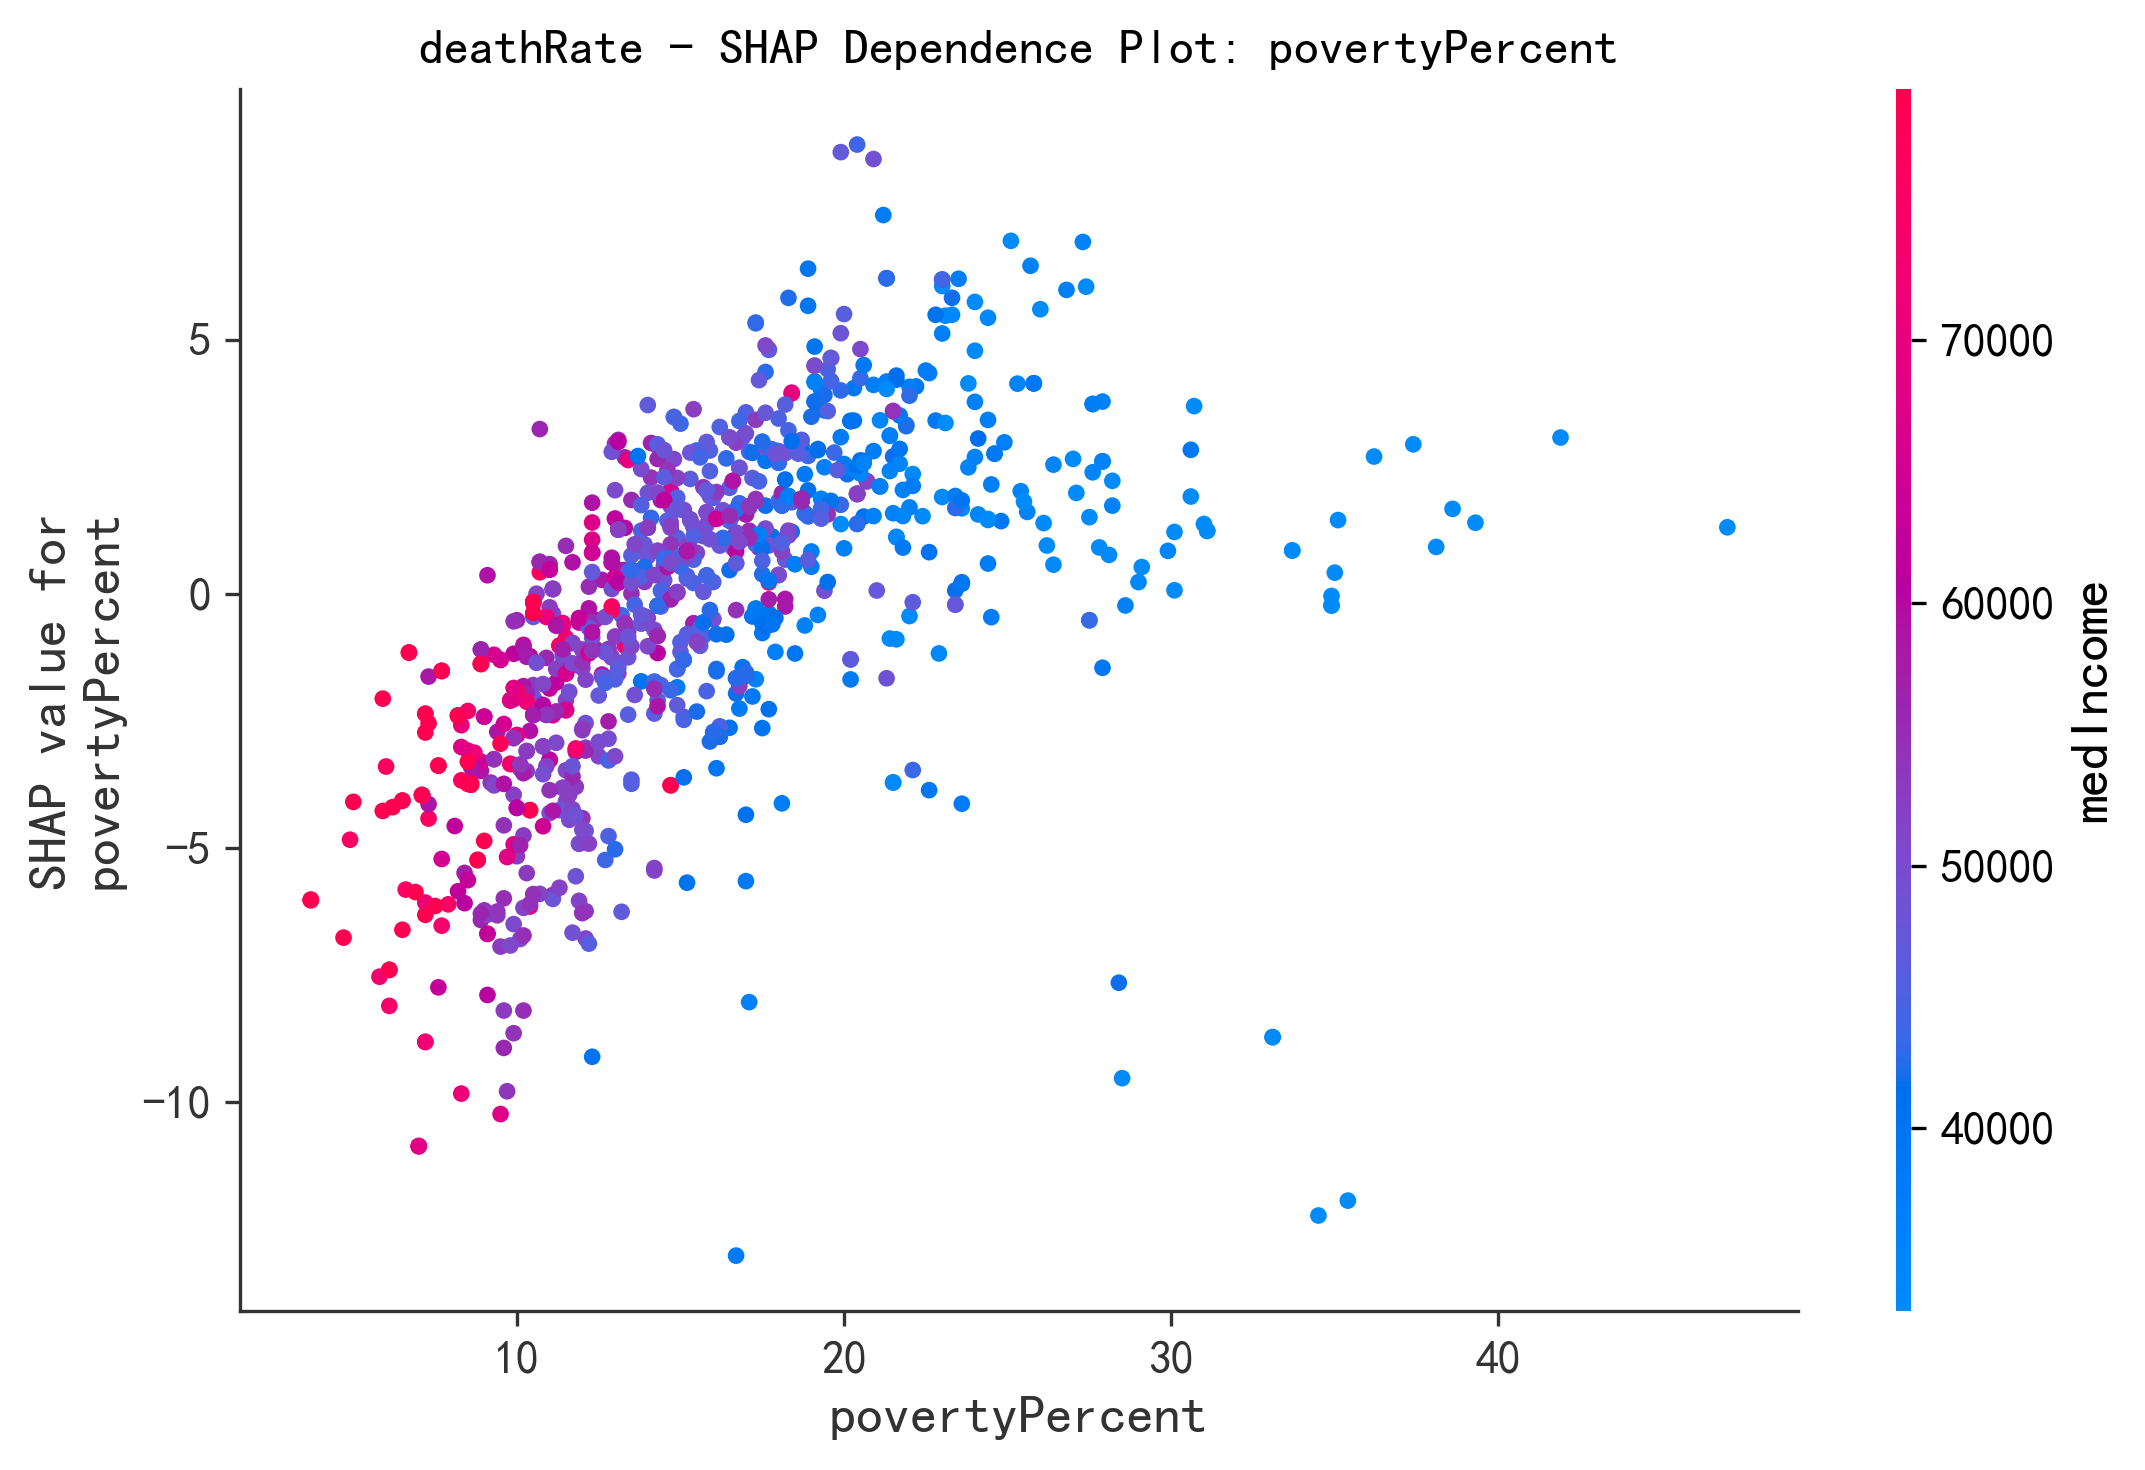 deathRate - SHAP Dependence Plot: povertyPercent
SHAP value for
povertyPercent
5
0
−5
−10
10
20
30
40
povertyPercent
70000
60000
50000
40000
medIncome